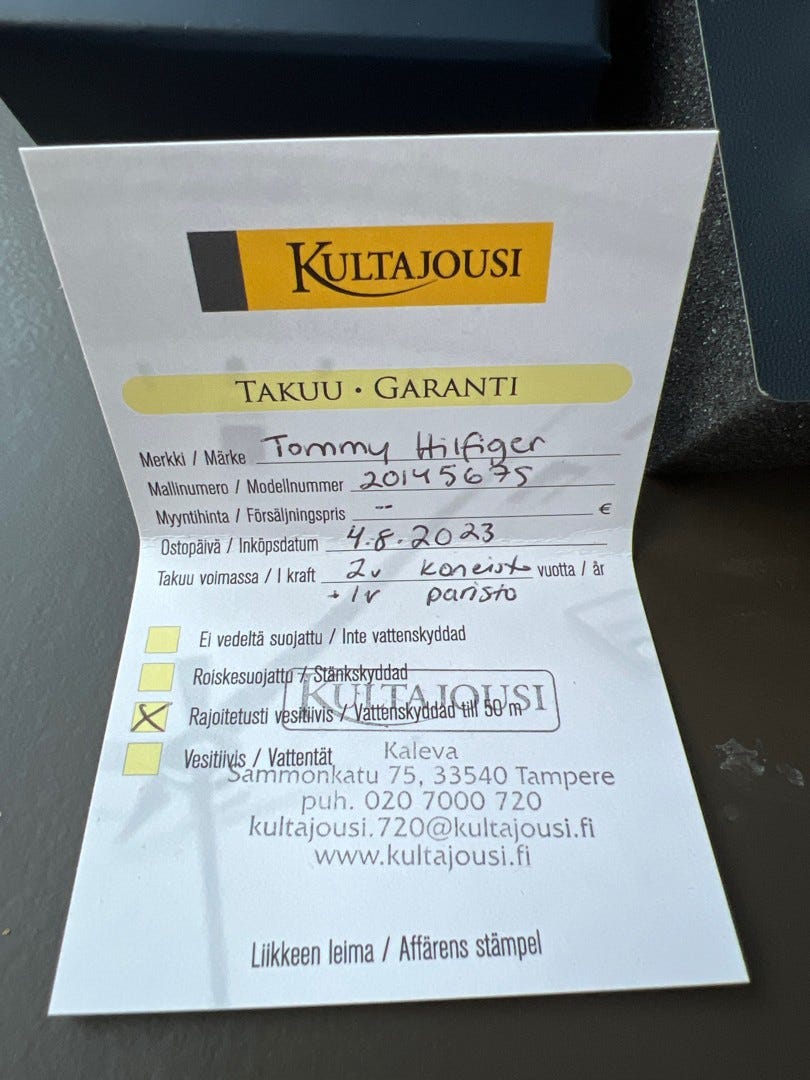 KULTAJOUSI
TAKUU · GARANTI
Merkki / Märke Tommy Hilfiger
Mallinumero / Modellnummer 20145675
Myyntihinta / Försäljningspris -- €
Ostopäivä / Inköpsdatum 4.8.2023
Takuu voimassa / I kraft 2v koneisto vuotta / år
+ 1v paristo
Ei vedeltä suojattu / Inte vattenskyddad
Roiskesuojattu / Stänkskyddad
KULTAJOUSI
X Rajoitetusti vesitiivis / Vattenskyddad till 50 m
Vesitiivis / Vattentät
Kaleva
Sammonkatu 75, 33540 Tampere
puh. 020 7000 720
kultajousi.720@kultajousi.fi
www.kultajousi.fi
Liikkeen leima / Affärens stämpel